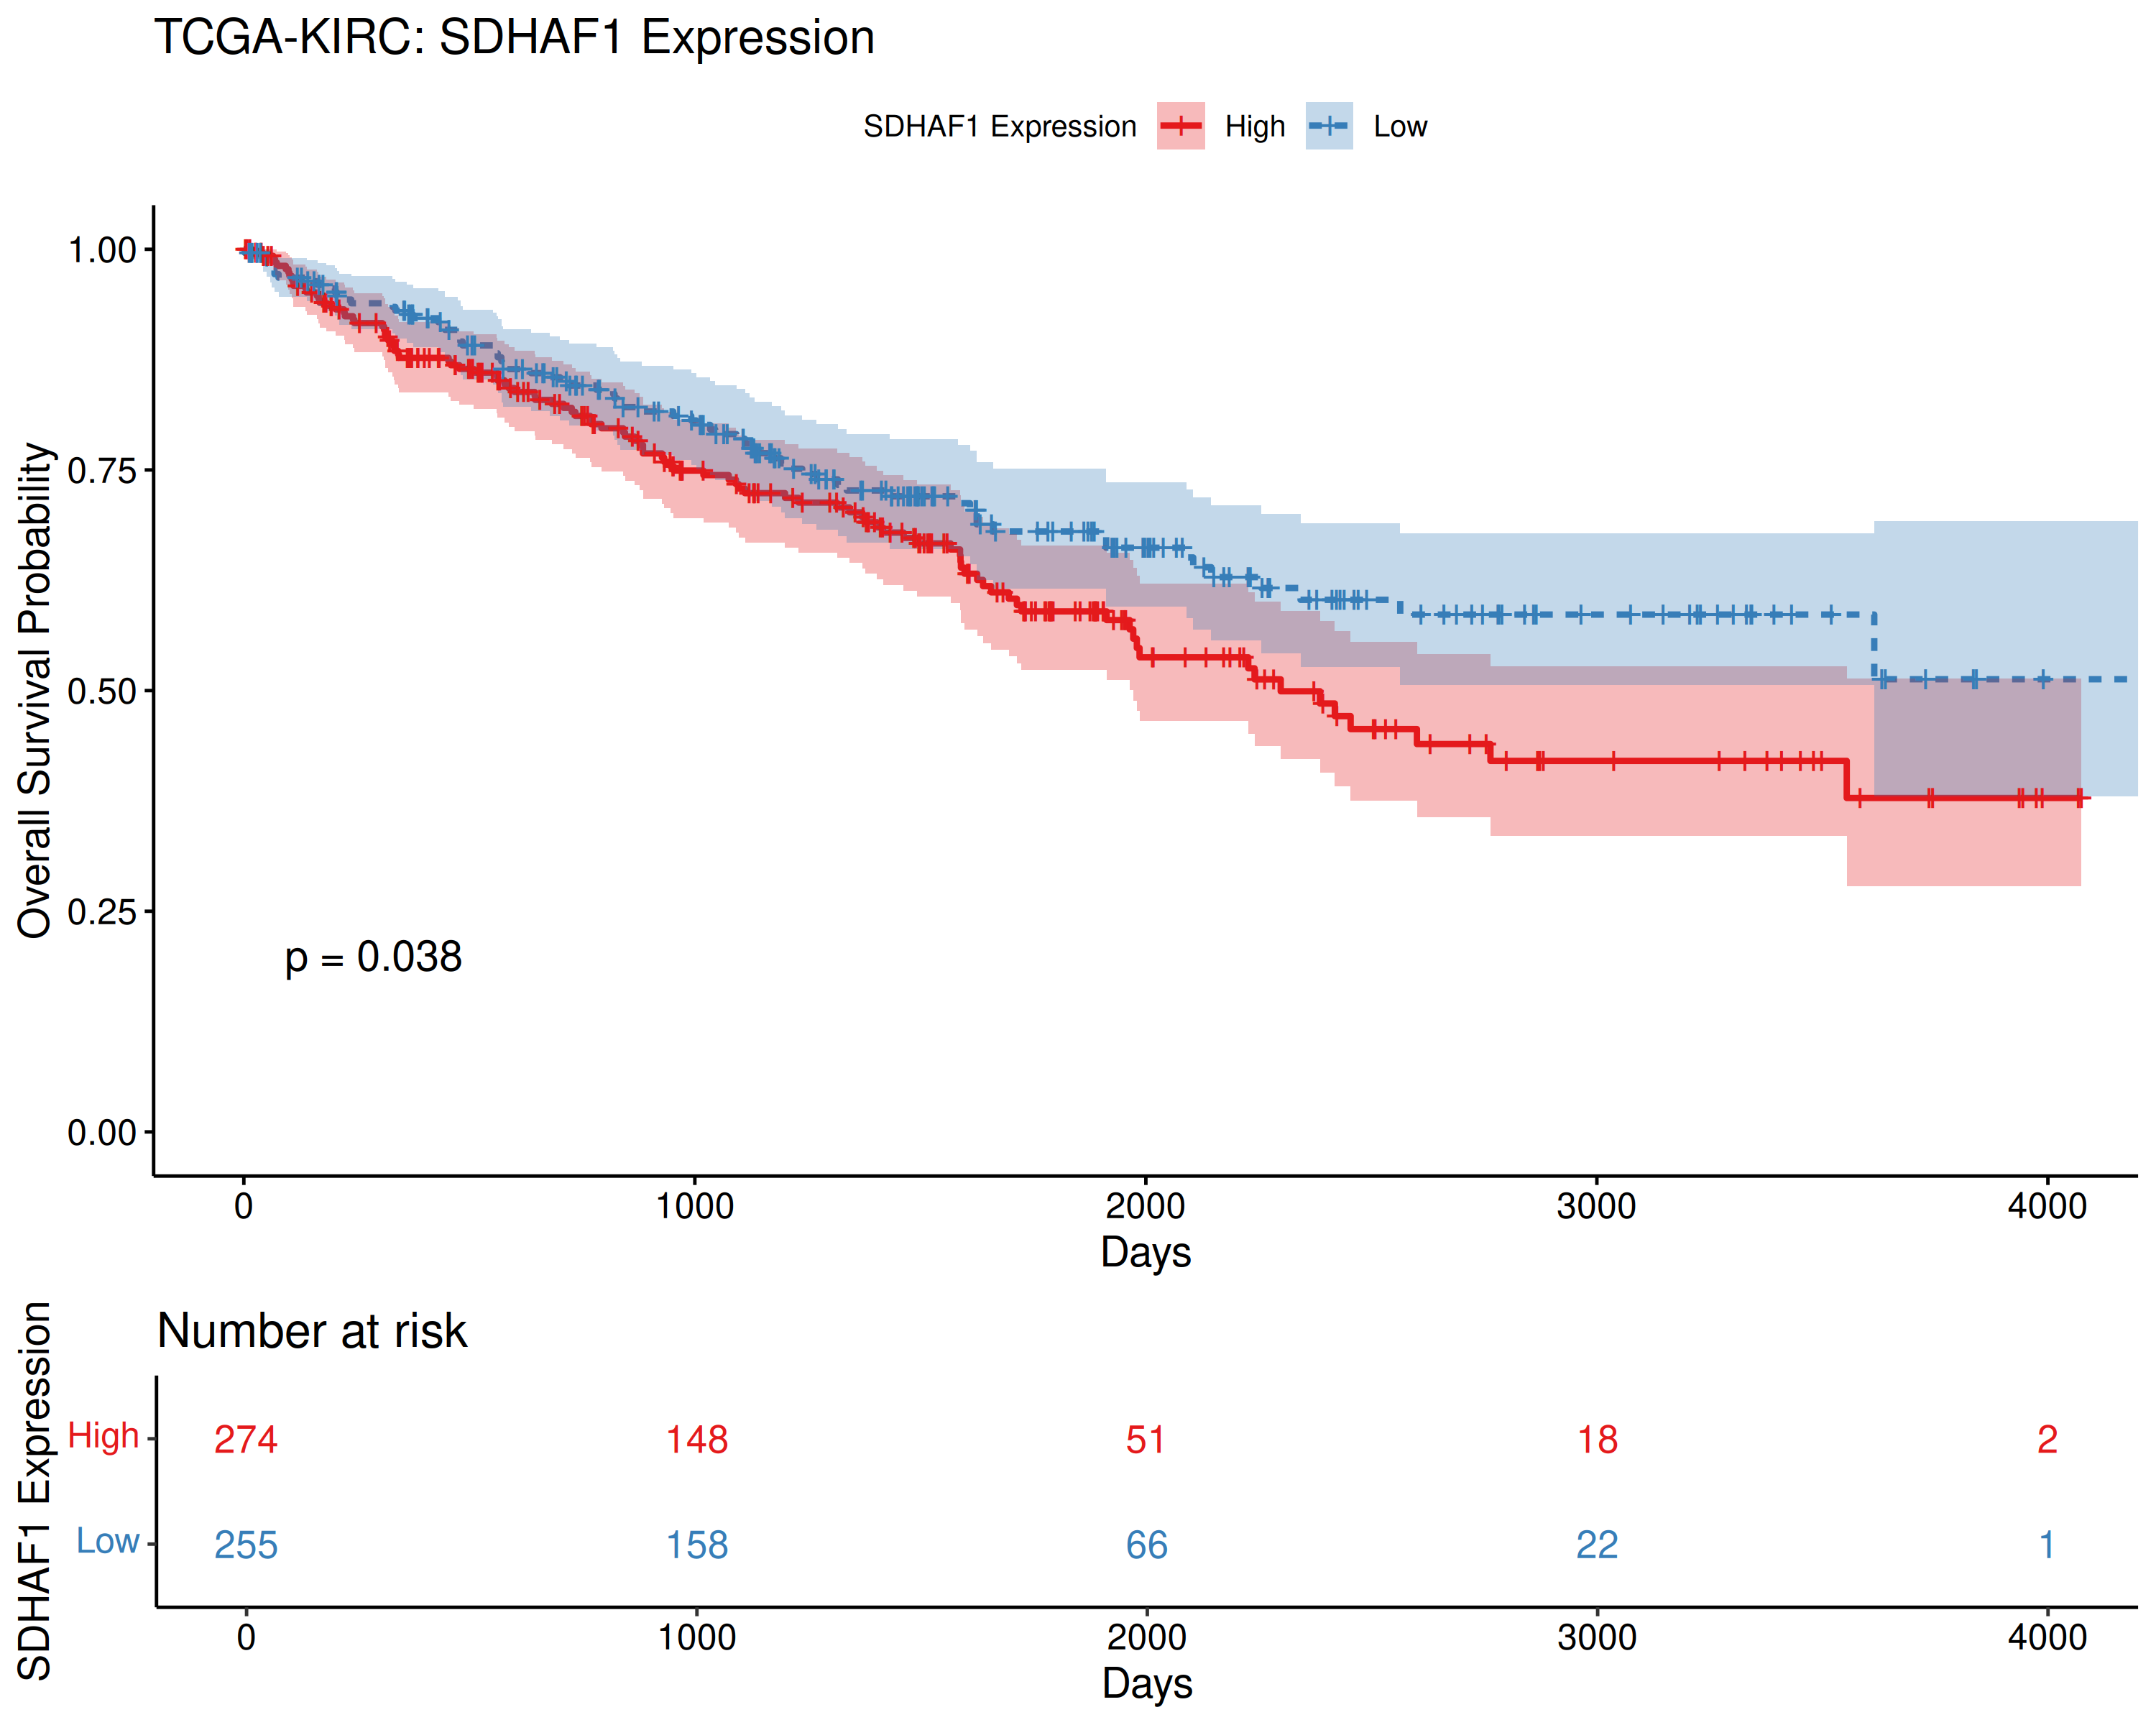 TCGA-KIRC: SDHAF1 Expression
SDHAF1 Expression High Low
Overall Survival Probability
1.00
0.75
0.50
0.25
0.00
p = 0.038
0 1000 2000 3000 4000
Days
Number at risk
SDHAF1 Expression
High 274 148 51 18 2
Low 255 158 66 22 1
0 1000 2000 3000 4000
Days